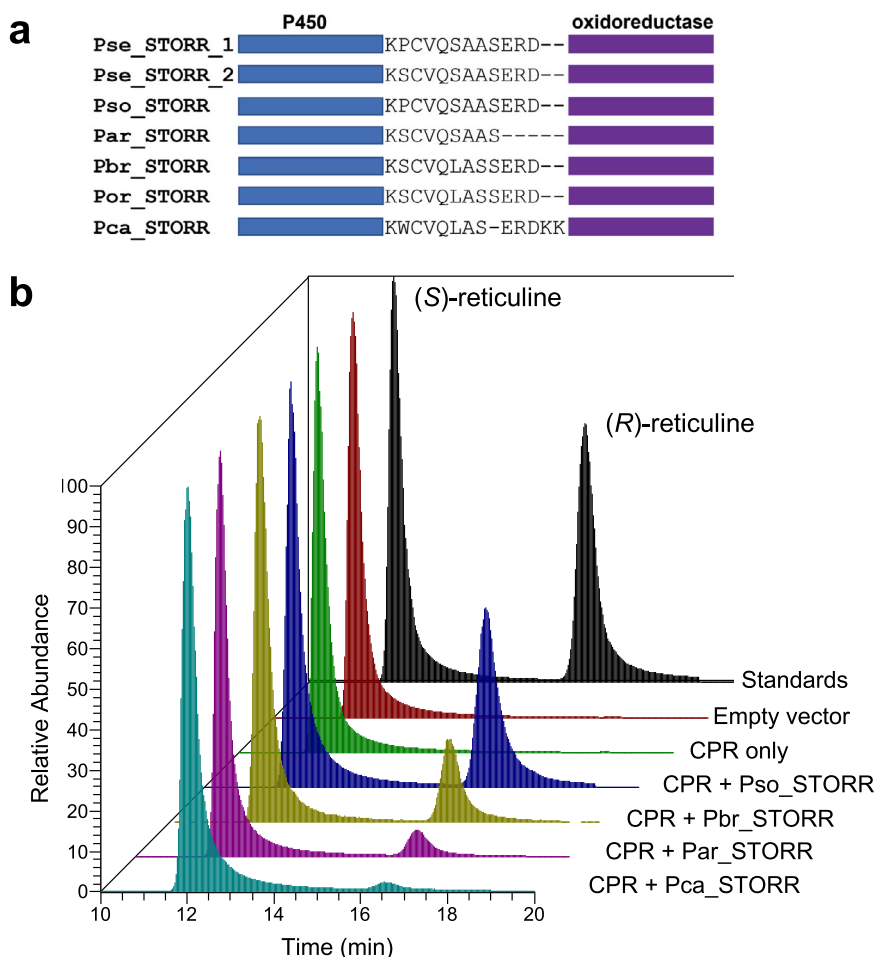 a
P450 oxidoreductase
Pse_STORR_1 KPCVQSAASERD--
Pse_STORR_2 KSCVQSAASERD--
Pso_STORR KPCVQSAASERD--
Par_STORR KSCVQSAAS-----
Pbr_STORR KSCVQLASSERD--
Por_STORR KSCVQLASSERD--
Pca_STORR KWCVQLAS-ERDKK
b
(S)-reticuline
(R)-reticuline
100
90
80
70
60
50
40
30
20
10
0
Relative Abundance
Standards
Empty vector
CPR only
CPR + Pso_STORR
CPR + Pbr_STORR
CPR + Par_STORR
CPR + Pca_STORR
10 12 14 16 18 20
Time (min)